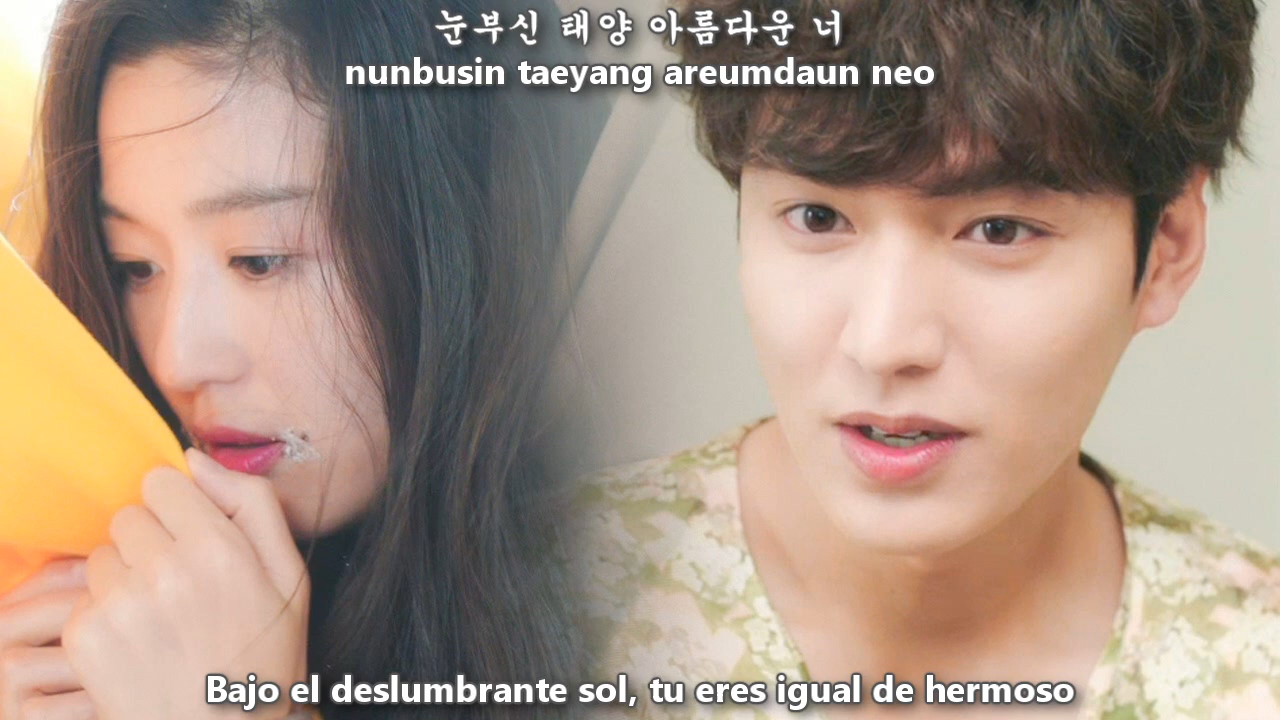 눈부신 태양 아름다운 너
nunbusin taeyang areumdaun neo
Bajo el deslumbrante sol, tu eres igual de hermoso